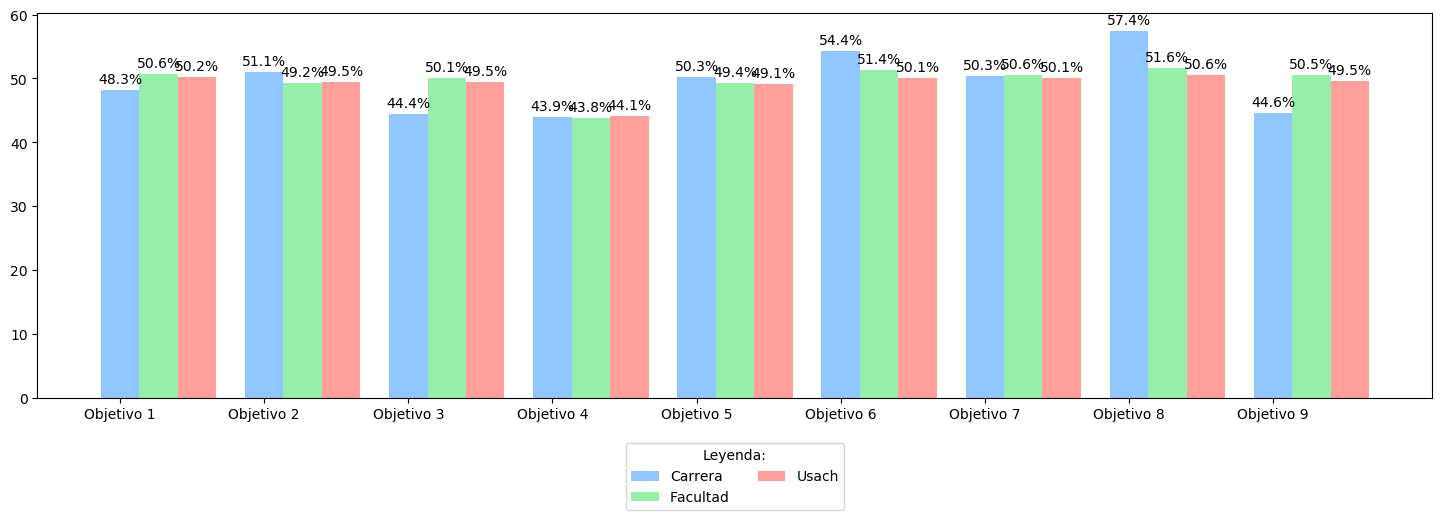 60
50
40
30
20
10
0
48.3% 50.6% 50.2%
51.1% 49.2% 49.5%
44.4% 50.1% 49.5%
43.9% 43.8% 44.1%
50.3% 49.4% 49.1%
54.4% 51.4% 50.1%
50.3% 50.6% 50.1%
57.4% 51.6% 50.6%
44.6% 50.5% 49.5%
Objetivo 1 Objetivo 2 Objetivo 3 Objetivo 4 Objetivo 5 Objetivo 6 Objetivo 7 Objetivo 8 Objetivo 9
Leyenda:
Carrera Usach
Facultad